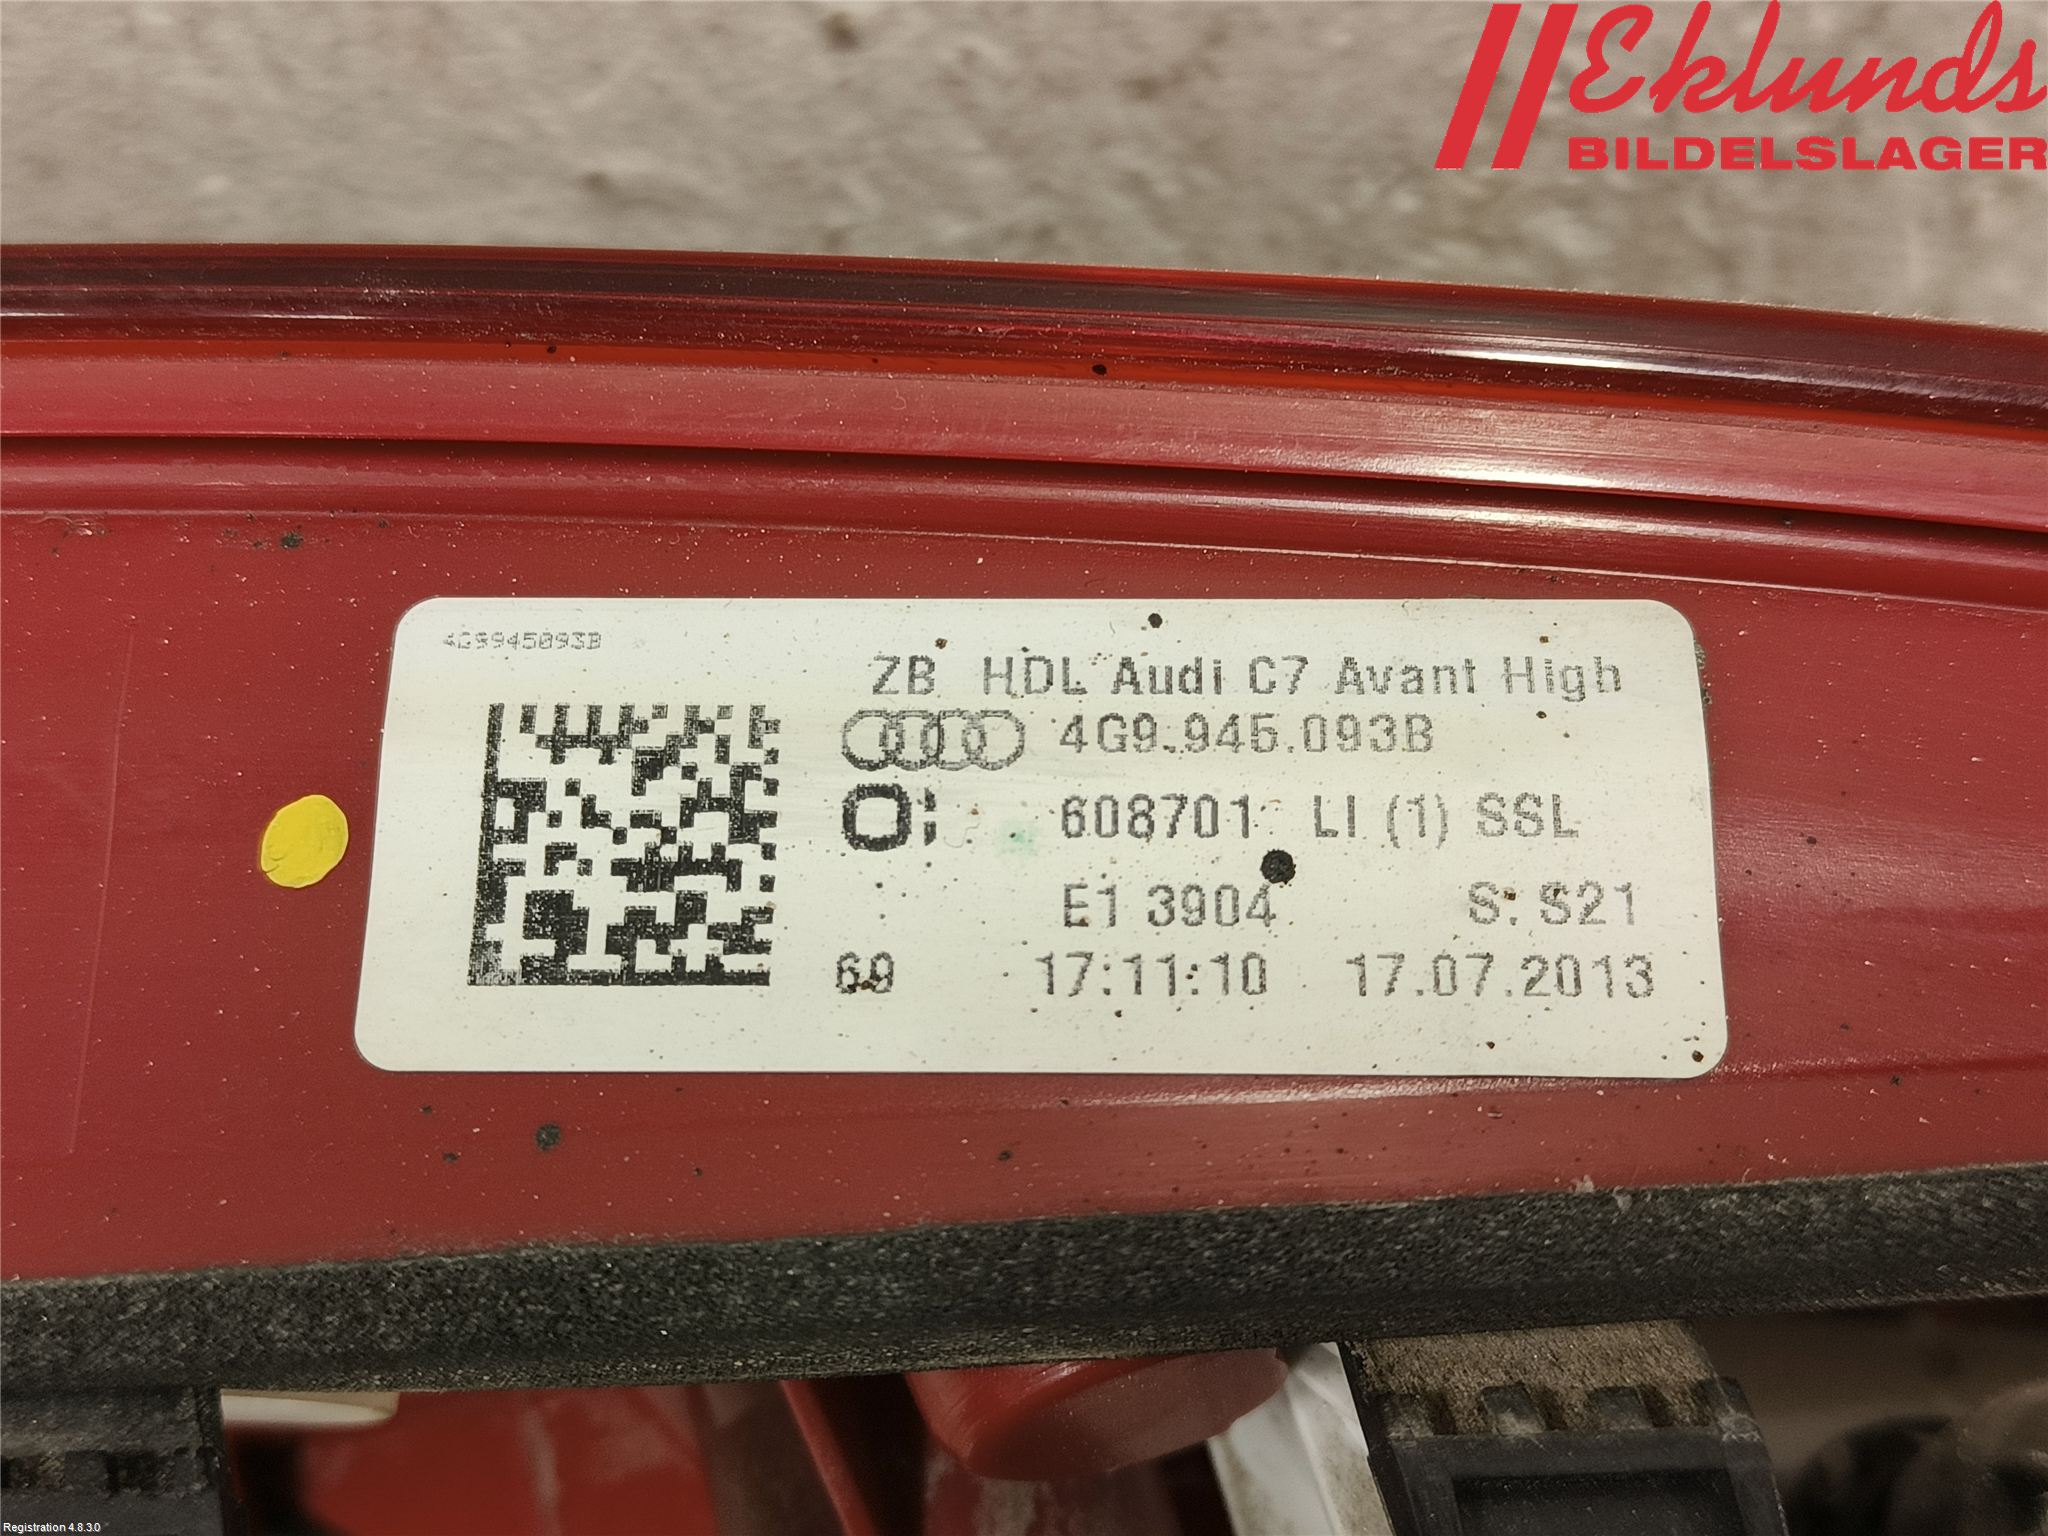 Eklunds
BILDELSLAGER
4G9945093B
ZB HDL Audi C7 Avant High
4G9.945.093B
608701 LI (1) SSL
E1 3904 S. S21
69 17:11:10 17.07.2013
Registration 4.8.3.0